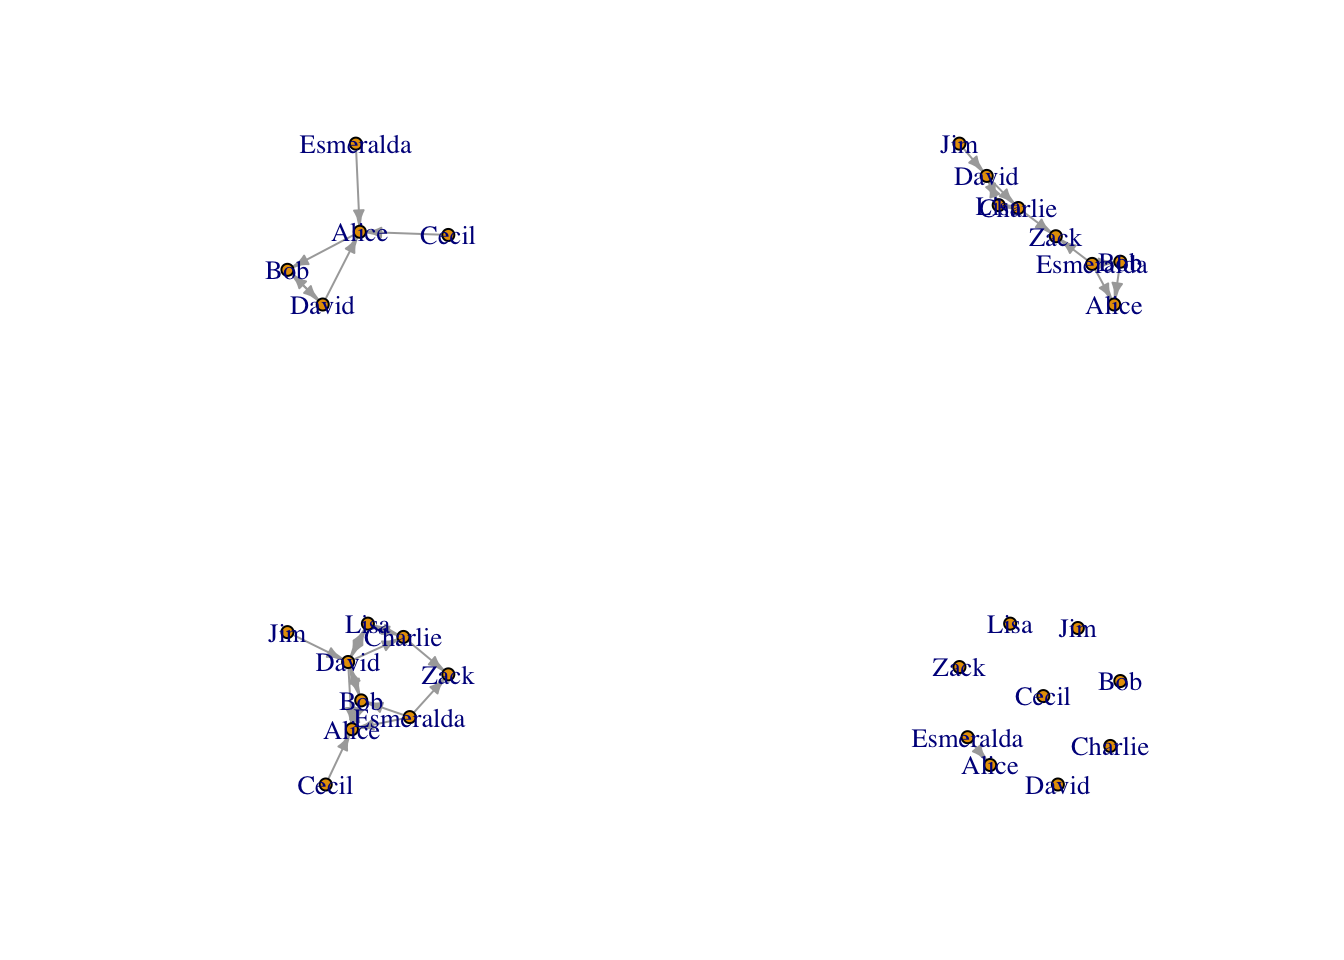 Esmeralda
Alice
Cecil
Bob
David
Jim
David
Lisa
Charlie
Zack
Esmeralda
Bob
Alice
Jim
Lisa
Charlie
David
Zack
Bob
Esmeralda
Alice
Cecil
Lisa
Jim
Zack
Bob
Cecil
Esmeralda
Charlie
Alice
David